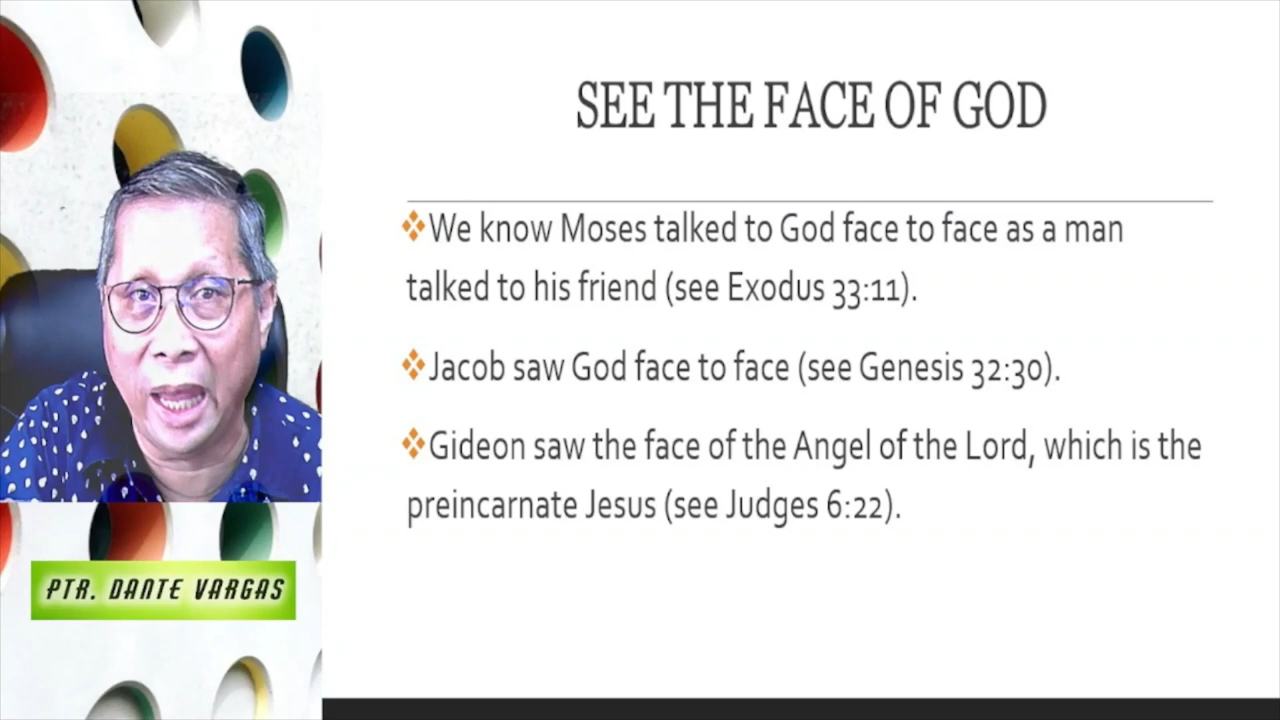 SEE THE FACE OF GOD
We know Moses talked to God face to face as a man
talked to his friend (see Exodus 33:11).
Jacob saw God face to face (see Genesis 32:30).
Gideon saw the face of the Angel of the Lord, which is the
preincarnate Jesus (see Judges 6:22).
PTR. DANTE VARGAS